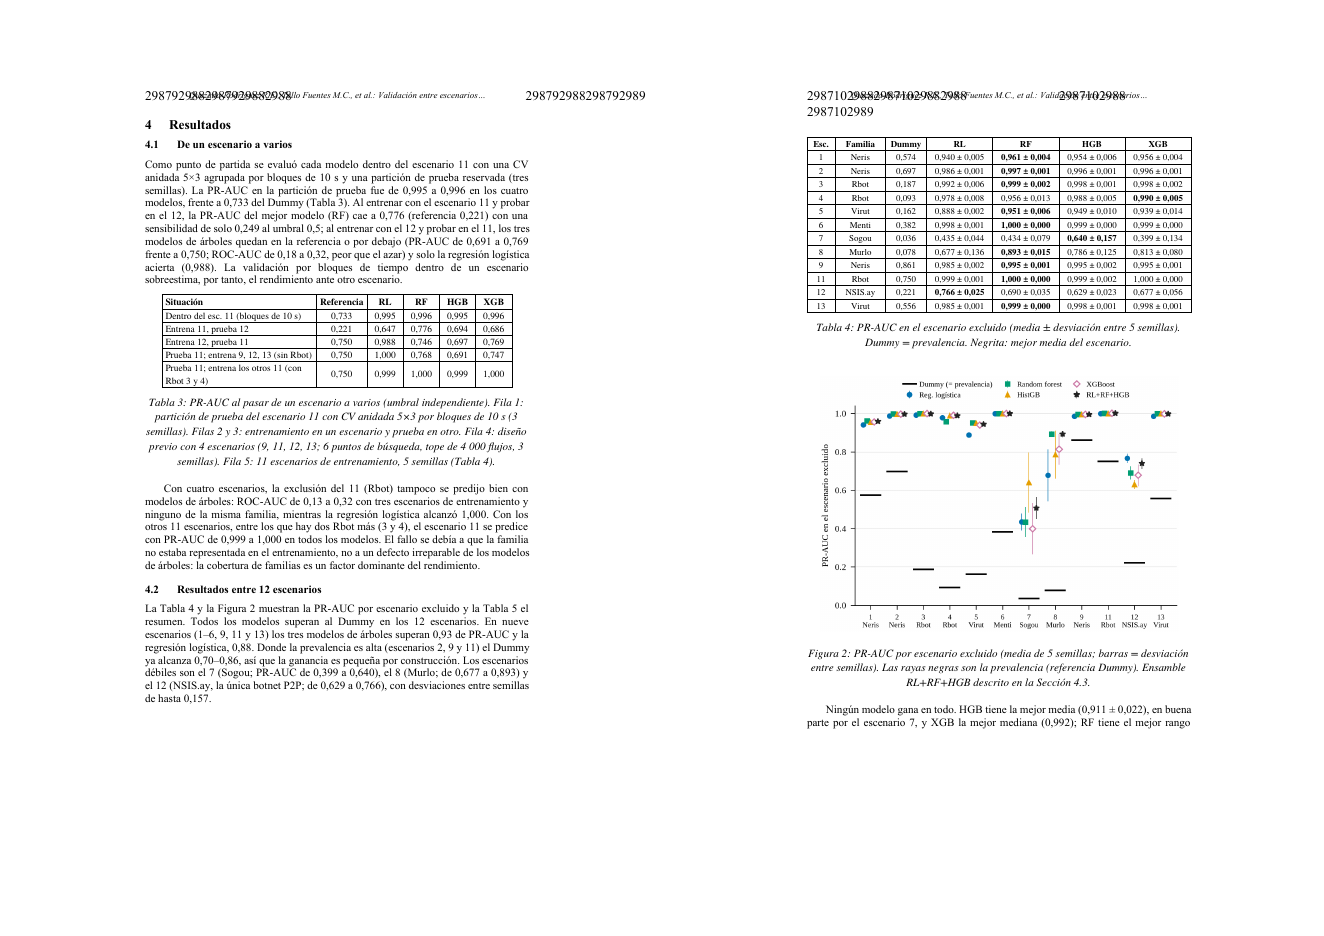 llo Fuentes M.C., et al.: Validación entre escenarios…
298792988298792989
4 Resultados
4.1 De un escenario a varios
Como punto de partida se evaluó cada modelo dentro del escenario 11 con una CV
anidada 5×3 agrupada por bloques de 10 s y una partición de prueba reservada (tres
semillas). La PR-AUC en la partición de prueba fue de 0,995 a 0,996 en los cuatro
modelos, frente a 0,733 del Dummy (Tabla 3). Al entrenar con el escenario 11 y probar
en el 12, la PR-AUC del mejor modelo (RF) cae a 0,776 (referencia 0,221) con una
sensibilidad de solo 0,249 al umbral 0,5; al entrenar con el 12 y probar en el 11, los tres
modelos de árboles quedan en la referencia o por debajo (PR-AUC de 0,691 a 0,769
frente a 0,750; ROC-AUC de 0,18 a 0,32, peor que el azar) y solo la regresión logística
acierta (0,988). La validación por bloques de tiempo dentro de un escenario
sobreestima, por tanto, el rendimiento ante otro escenario.
Situación Referencia RL RF HGB XGB
Dentro del esc. 11 (bloques de 10 s) 0,733 0,995 0,996 0,995 0,996
Entrena 11, prueba 12 0,221 0,647 0,776 0,694 0,686
Entrena 12, prueba 11 0,750 0,988 0,746 0,697 0,769
Prueba 11; entrena 9, 12, 13 (sin Rbot) 0,750 1,000 0,768 0,691 0,747
Prueba 11; entrena los otros 11 (con
Rbot 3 y 4) 0,750 0,999 1,000 0,999 1,000
Tabla 3: PR-AUC al pasar de un escenario a varios (umbral independiente). Fila 1:
partición de prueba del escenario 11 con CV anidada 5×3 por bloques de 10 s (3
semillas). Filas 2 y 3: entrenamiento en un escenario y prueba en otro. Fila 4: diseño
previo con 4 escenarios (9, 11, 12, 13; 6 puntos de búsqueda, tope de 4 000 flujos, 3
semillas). Fila 5: 11 escenarios de entrenamiento, 5 semillas (Tabla 4).
Con cuatro escenarios, la exclusión del 11 (Rbot) tampoco se predijo bien con
modelos de árboles: ROC-AUC de 0,13 a 0,32 con tres escenarios de entrenamiento y
ninguno de la misma familia, mientras la regresión logística alcanzó 1,000. Con los
otros 11 escenarios, entre los que hay dos Rbot más (3 y 4), el escenario 11 se predice
con PR-AUC de 0,999 a 1,000 en todos los modelos. El fallo se debía a que la familia
no estaba representada en el entrenamiento, no a un defecto irreparable de los modelos
de árboles: la cobertura de familias es un factor dominante del rendimiento.
4.2 Resultados entre 12 escenarios
La Tabla 4 y la Figura 2 muestran la PR-AUC por escenario excluido y la Tabla 5 el
resumen. Todos los modelos superan al Dummy en los 12 escenarios. En nueve
escenarios (1–6, 9, 11 y 13) los tres modelos de árboles superan 0,93 de PR-AUC y la
regresión logística, 0,88. Donde la prevalencia es alta (escenarios 2, 9 y 11) el Dummy
ya alcanza 0,70–0,86, así que la ganancia es pequeña por construcción. Los escenarios
débiles son el 7 (Sogou; PR-AUC de 0,399 a 0,640), el 8 (Murlo; de 0,677 a 0,893) y
el 12 (NSIS.ay, la única botnet P2P; de 0,629 a 0,766), con desviaciones entre semillas
de hasta 0,157.
Fuentes M.C., et al.: Validación entre escenarios…
2987102989
Esc. Familia Dummy RL RF HGB XGB
1 Neris 0,574 0,940 ± 0,005 0,961 ± 0,004 0,954 ± 0,006 0,956 ± 0,004
2 Neris 0,697 0,986 ± 0,001 0,997 ± 0,001 0,996 ± 0,001 0,996 ± 0,001
3 Rbot 0,187 0,992 ± 0,006 0,999 ± 0,002 0,998 ± 0,001 0,998 ± 0,002
4 Rbot 0,093 0,978 ± 0,008 0,956 ± 0,013 0,988 ± 0,005 0,990 ± 0,005
5 Virut 0,162 0,888 ± 0,002 0,951 ± 0,006 0,949 ± 0,010 0,939 ± 0,014
6 Menti 0,382 0,998 ± 0,001 1,000 ± 0,000 0,999 ± 0,000 0,999 ± 0,000
7 Sogou 0,036 0,435 ± 0,044 0,434 ± 0,079 0,640 ± 0,157 0,399 ± 0,134
8 Murlo 0,078 0,677 ± 0,136 0,893 ± 0,015 0,786 ± 0,125 0,813 ± 0,080
9 Neris 0,861 0,985 ± 0,002 0,995 ± 0,001 0,995 ± 0,002 0,995 ± 0,001
11 Rbot 0,750 0,999 ± 0,001 1,000 ± 0,000 0,999 ± 0,001 1,000 ± 0,000
12 NSIS.ay 0,221 0,766 ± 0,025 0,690 ± 0,035 0,629 ± 0,023 0,677 ± 0,056
13 Virut 0,556 0,985 ± 0,001 0,999 ± 0,000 0,998 ± 0,001 0,998 ± 0,001
Tabla 4: PR-AUC en el escenario excluido (media ± desviación entre 5 semillas).
Dummy = prevalencia. Negrita: mejor media del escenario.
Dummy (= prevalencia) Random forest XGBoost
Reg. logística HistGB RL+RF+HGB
PR-AUC en el escenario excluido
1.0
0.8
0.6
0.4
0.2
0.0
1 2 3 4 5 6 7 8 9 11 12 13
Neris Neris Rbot Rbot Virut Menti Sogou Murlo Neris Rbot NSIS.ay Virut
Figura 2: PR-AUC por escenario excluido (media de 5 semillas; barras = desviación
entre semillas). Las rayas negras son la prevalencia (referencia Dummy). Ensamble
RL+RF+HGB descrito en la Sección 4.3.
Ningún modelo gana en todo. HGB tiene la mejor media (0,911 ± 0,022), en buena
parte por el escenario 7, y XGB la mejor mediana (0,992); RF tiene el mejor rango